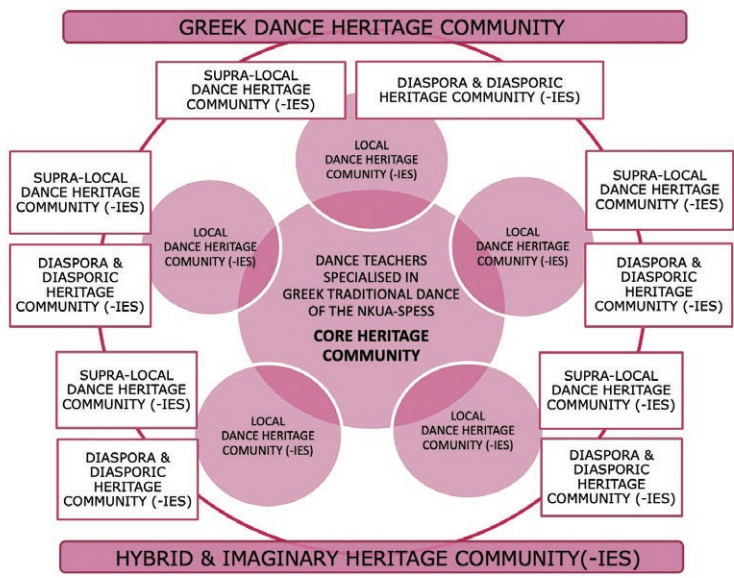 GREEK DANCE HERITAGE COMMUNITY
SUPRA-LOCAL
DANCE HERITAGE
COMMUNITY (-IES)
DIASPORA & DIASPORIC
HERITAGE COMMUNITY (-IES)
LOCAL
DANCE HERITAGE
COMUNITY (-IES)
SUPRA-LOCAL
DANCE HERITAGE
COMMUNITY (-IES)
SUPRA-LOCAL
DANCE HERITAGE
COMMUNITY (-IES)
LOCAL
DANCE HERITAGE
COMUNITY (-IES)
LOCAL
DANCE HERITAGE
COMUNITY (-IES)
DIASPORA &
DIASPORIC
HERITAGE
COMMUNITY (-IES)
DANCE TEACHERS
SPECIALISED IN
GREEK TRADITIONAL DANCE
OF THE NKUA-SPESS
CORE HERITAGE
COMMUNITY
DIASPORA &
DIASPORIC
HERITAGE
COMMUNITY (-IES)
SUPRA-LOCAL
DANCE HERITAGE
COMMUNITY (-IES)
SUPRA-LOCAL
DANCE HERITAGE
COMMUNITY (-IES)
LOCAL
DANCE HERITAGE
COMUNITY (-IES)
LOCAL
DANCE HERITAGE
COMUNITY (-IES)
DIASPORA &
DIASPORIC
HERITAGE
COMMUNITY (-IES)
DIASPORA &
DIASPORIC
HERITAGE
COMMUNITY (-IES)
HYBRID & IMAGINARY HERITAGE COMMUNITY(-IES)